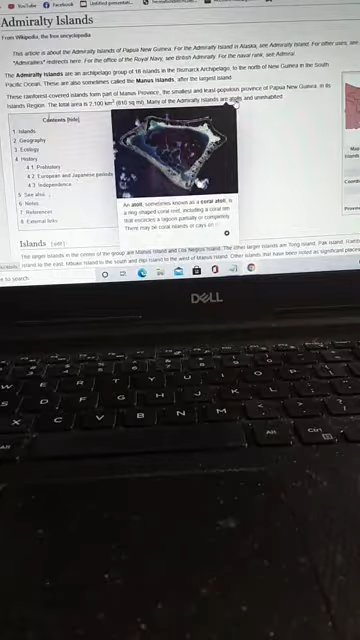 YouTube Facebook Untitled presentati...
Admiralty Islands
From Wikipedia, the free encyclopedia
This article is about the Admiralty Islands of Papua New Guinea. For the Admiralty Island in Alaska, see Admiralty Island. For other uses, see
"Admiralties" redirects here. For the office of the Royal Navy, see British Admiralty. For the naval rank, see Admiral.
The Admiralty Islands are an archipelago group of 18 islands in the Bismarck Archipelago, to the north of New Guinea in the South
Pacific Ocean. These are also sometimes called the Manus Islands, after the largest island.
These rainforest-covered islands form part of Manus Province, the smallest and least-populous province of Papua New Guinea, in its
Islands Region. The total area is 2,100 km² (810 sq mi). Many of the Admiralty Islands are atolls and uninhabited.
Contents [hide]
1 Islands
2 Geography
3 Ecology
4 History
4.1 Prehistory
4.2 European and Japanese periods
4.3 Independence
5 See also
6 Notes
7 References
8 External links
An atoll, sometimes known as a coral atoll, is
a ring-shaped coral reef, including a coral rim
that encircles a lagoon partially or completely.
There may be coral islands or cays on
Islands [edit]
The larger islands in the center of the group are Manus Island and Los Negros Island. The other larger islands are Tong Island, Pak Island,
Island to the east, Mbuke Island to the south and Bipi Island to the west of Manus Island. Other islands that have been noted as significant
e to search
DELL
W E R T Y U I O P
S D F G H J K L
X C V B N M
Alt Alt Ctrl